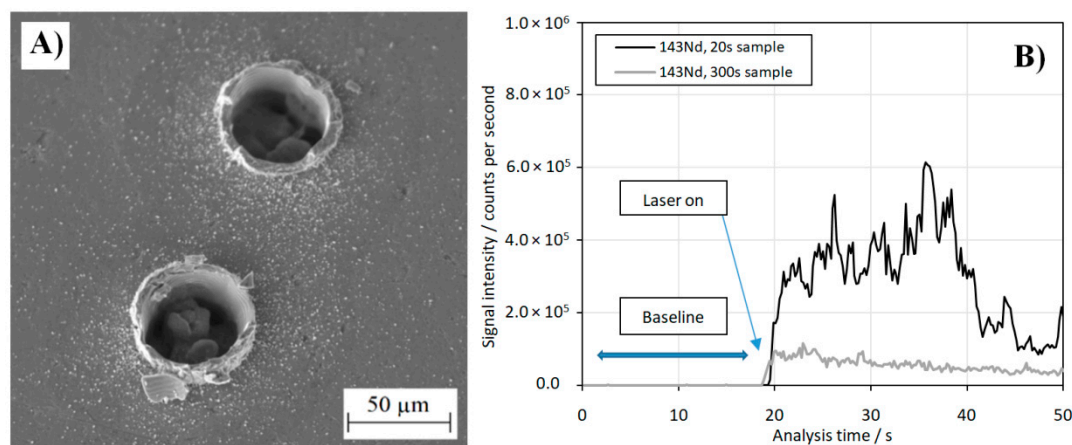 A)
50 µm
B)
1.0 × 10⁶
8.0 × 10⁵
6.0 × 10⁵
4.0 × 10⁵
2.0 × 10⁵
0.0
Signal intensity / counts per second
143Nd, 20s sample
143Nd, 300s sample
Laser on
Baseline
0 10 20 30 40 50
Analysis time / s